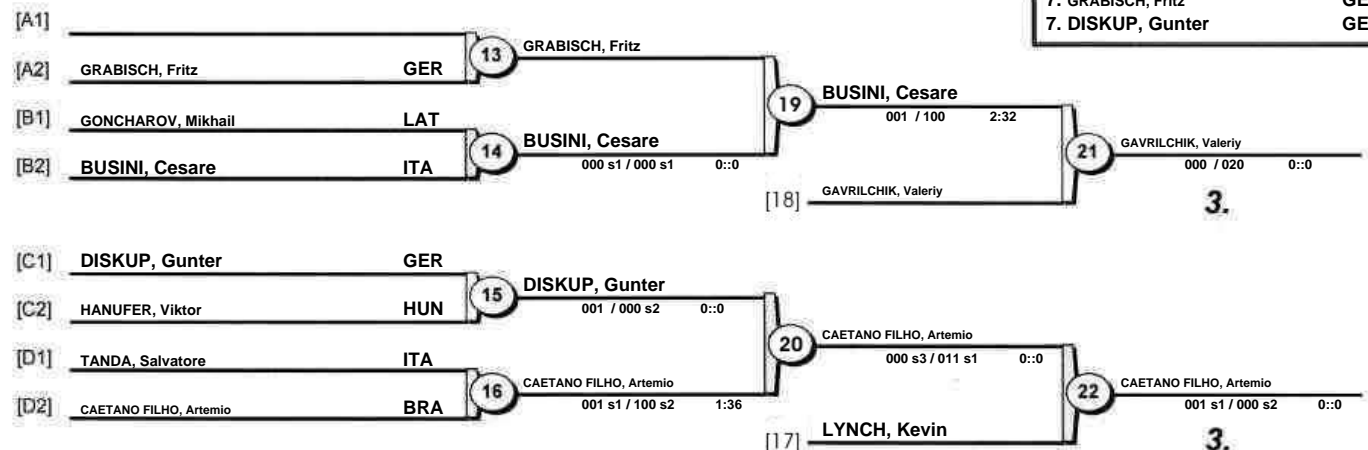 7. GRABISCH, Fritz GE
7. DISKUP, Gunter GE
[A1]
[A2] GRABISCH, Fritz GER
13 GRABISCH, Fritz
[B1] GONCHAROV, Mikhail LAT
[B2] BUSINI, Cesare ITA
14 BUSINI, Cesare
000 s1 / 000 s1 0::0
19 BUSINI, Cesare
001 / 100 2:32
[18] GAVRILCHIK, Valeriy
21 GAVRILCHIK, Valeriy
000 / 020 0::0
3.
[C1] DISKUP, Gunter GER
[C2] HANUFER, Viktor HUN
15 DISKUP, Gunter
001 / 000 s2 0::0
[D1] TANDA, Salvatore ITA
[D2] CAETANO FILHO, Artemio BRA
16 CAETANO FILHO, Artemio
001 s1 / 100 s2 1:36
20 CAETANO FILHO, Artemio
000 s3 / 011 s1 0::0
[17] LYNCH, Kevin
22 CAETANO FILHO, Artemio
001 s1 / 000 s2 0::0
3.